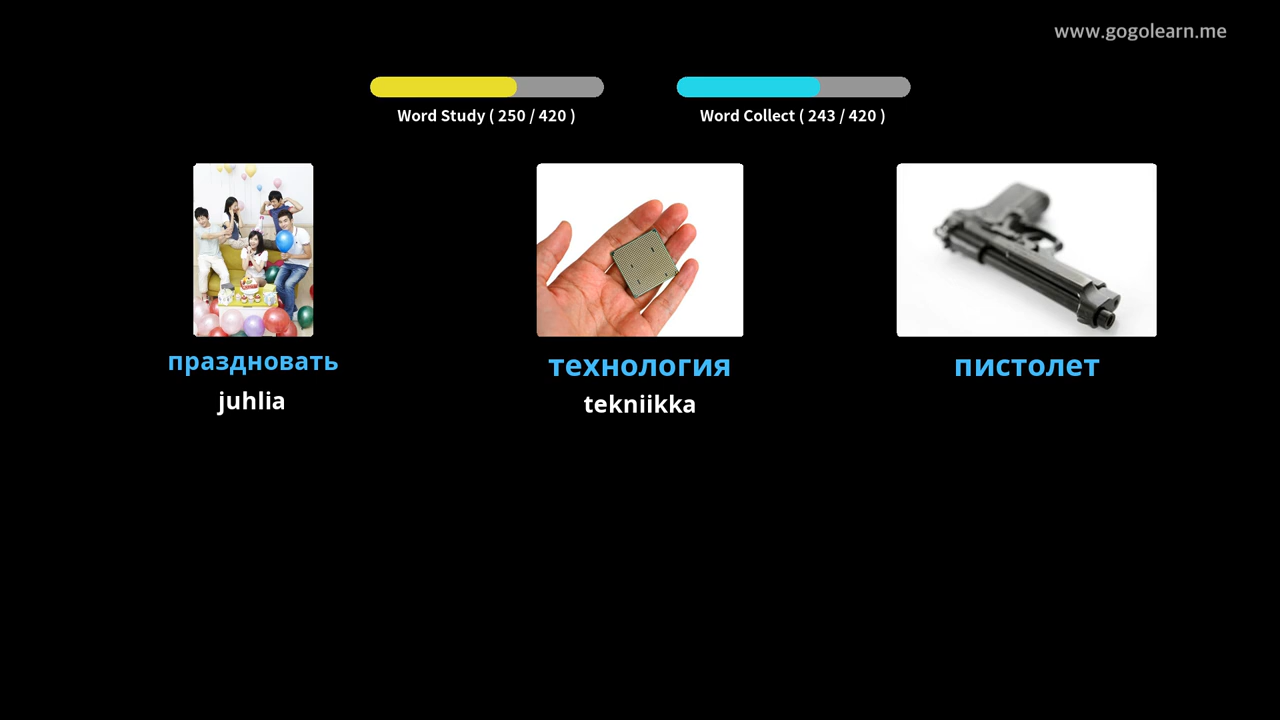 www.gogolearn.me
Word Study ( 250 / 420 )
Word Collect ( 243 / 420 )
праздновать
juhlia
технология
tekniikka
пистолет